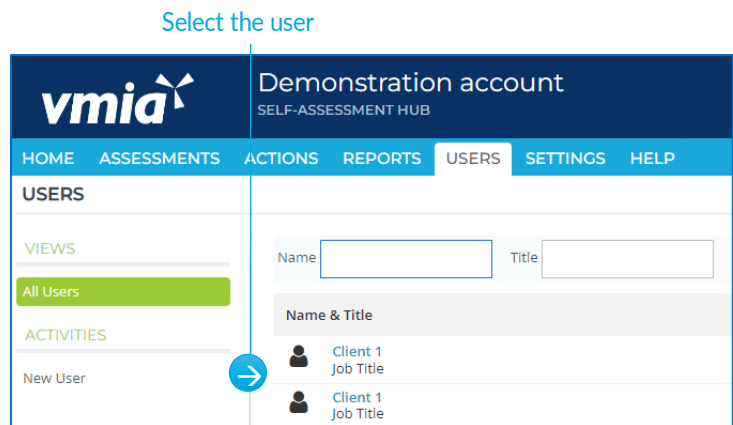 Select the user
vmia
Demonstration account
SELF-ASSESSMENT HUB
HOME ASSESSMENTS ACTIONS REPORTS USERS SETTINGS HELP
USERS
VIEWS
All Users
ACTIVITIES
New User
Name Title
Name & Title
Client 1
Job Title
Client 1
Job Title